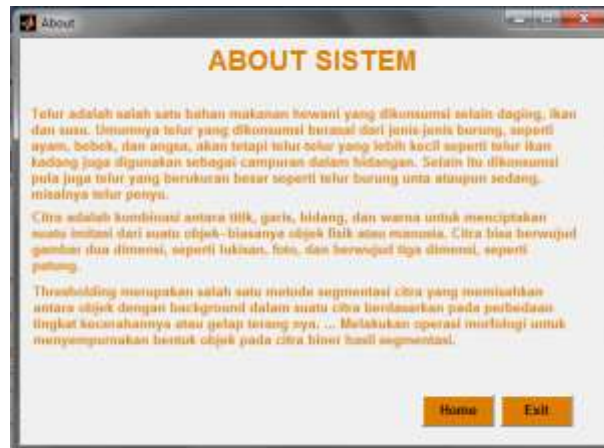 About
ABOUT SISTEM
Telur adalah salah satu bahan makanan hewani yang dikonsumsi selain daging, ikan
dan susu. Umumnya telur yang dikonsumsi berasal dari jenis-jenis burung, seperti
ayam, bebek, dan angsa, akan tetapi telur-telur yang lebih kecil seperti telur ikan
kadang juga digunakan sebagai campuran dalam hidangan. Selain itu dikonsumsi
pula juga telur yang berukuran besar seperti telur burung unta ataupun sedang,
misalnya telur penyu.
Citra adalah kombinasi antara titik, garis, bidang, dan warna untuk menciptakan
suatu imitasi dari suatu objek–biasanya objek fisik atau manusia. Citra bisa berwujud
gambar dua dimensi, seperti lukisan, foto, dan berwujud tiga dimensi, seperti
patung.
Thresholding merupakan salah satu metode segmentasi citra yang memisahkan
antara objek dengan background dalam suatu citra berdasarkan pada perbedaan
tingkat kecerahannya atau gelap terang nya. ... Melakukan operasi morfologi untuk
menyempurnakan bentuk objek pada citra biner hasil segmentasi.
Home
Exit